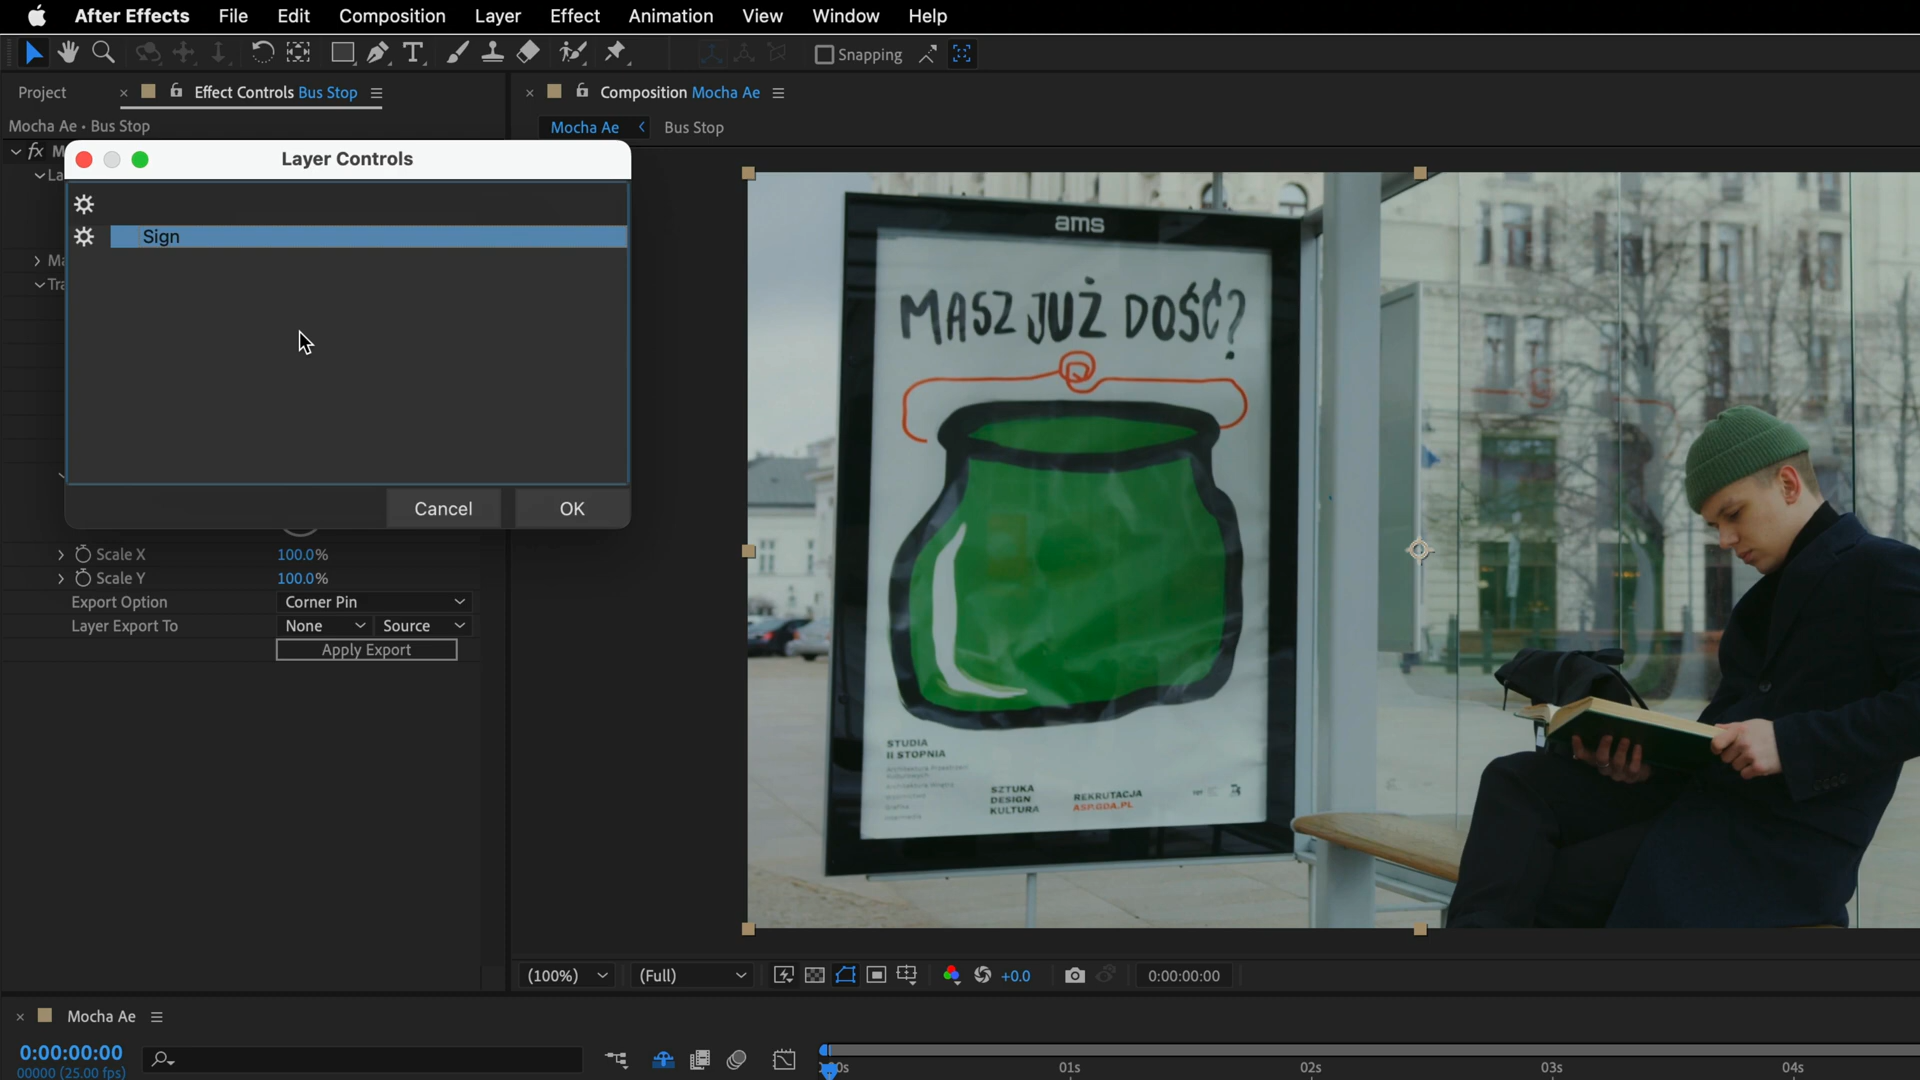 After Effects File Edit Composition Layer Effect Animation View Window Help
Snapping
Project
Effect Controls Bus Stop
Composition Mocha Ae
Mocha Ae • Bus Stop
Mocha Ae
Bus Stop
Layer Controls
Sign
Cancel
OK
Scale X 100.0%
Scale Y 100.0%
Export Option Corner Pin
Layer Export To None Source
Apply Export
ams
MASZ JUŻ DOŚĆ?
STUDIA
II STOPNIA
SZTUKA
DESIGN
KULTURA
REKRUTACJA
ASP.GDA.PL
(100%) (Full) +0.0 0:00:00:00
Mocha Ae
0:00:00:00
00000 (25.00 fps)
01s 02s 03s 04s